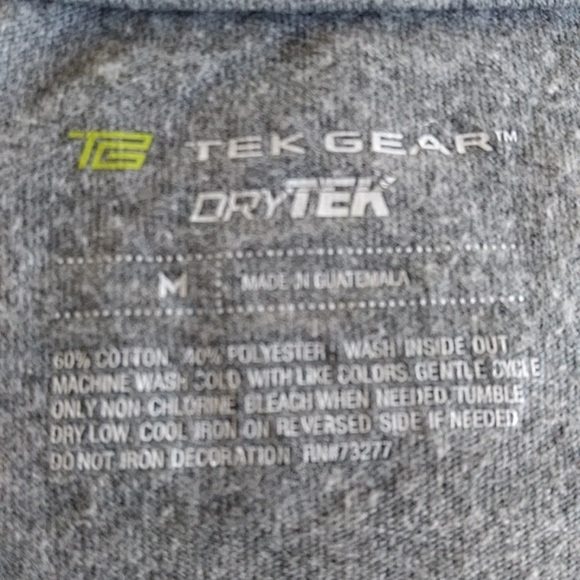 TG TEK GEAR™
DRYTEK
M MADE IN GUATEMALA
60% COTTON, 40% POLYESTER WASH INSIDE OUT
MACHINE WASH COLD WITH LIKE COLORS, GENTLE CYCLE
ONLY NON-CHLORINE BLEACH WHEN NEEDED, TUMBLE
DRY LOW, COOL IRON ON REVERSED SIDE IF NEEDED
DO NOT IRON DECORATION RN#73277